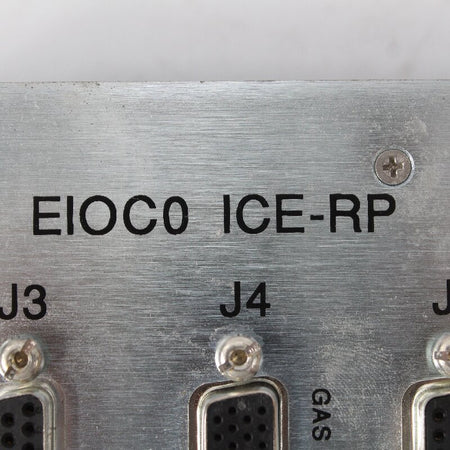 EIOC0 ICE-RP
J3 J4 J
GAS